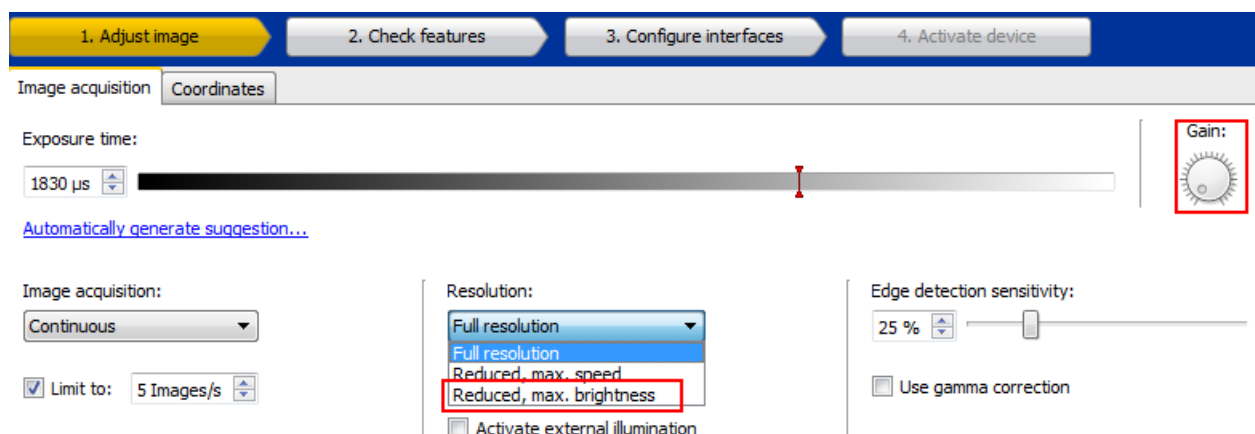 1. Adjust image
2. Check features
3. Configure interfaces
4. Activate device
Image acquisition
Coordinates
Exposure time:
Gain:
1830 µs
Automatically generate suggestion...
Image acquisition:
Continuous
Limit to:
5 Images/s
Resolution:
Full resolution
Full resolution
Reduced, max. speed
Reduced, max. brightness
Activate external illumination
Edge detection sensitivity:
25 %
Use gamma correction